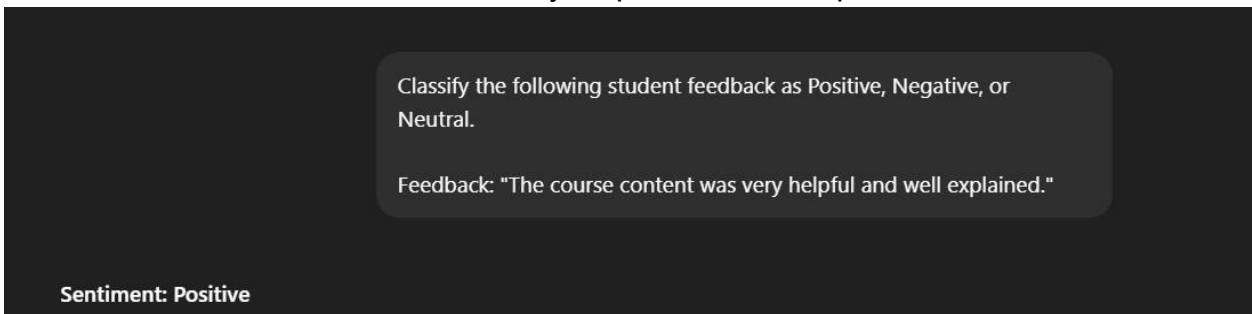 Classify the following student feedback as Positive, Negative, or
Neutral.
Feedback: "The course content was very helpful and well explained."
Sentiment: Positive